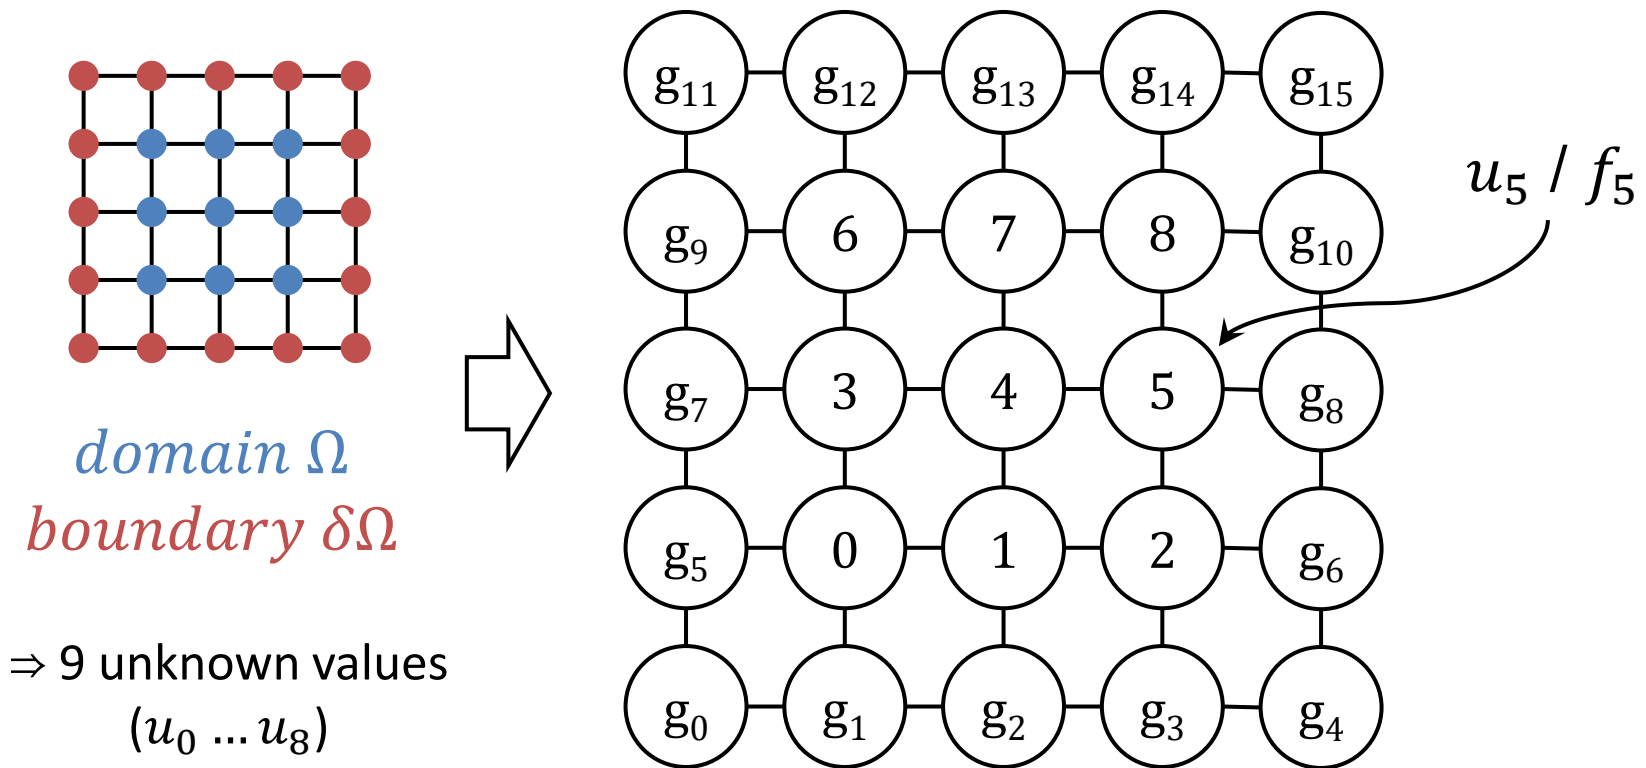 domain Ω
boundary δΩ
⇒ 9 unknown values
(u₀ … u₈)
g₁₁ g₁₂ g₁₃ g₁₄ g₁₅
g₉ 6 7 8 g₁₀
g₇ 3 4 5 g₈
g₅ 0 1 2 g₆
g₀ g₁ g₂ g₃ g₄
u₅ / f₅